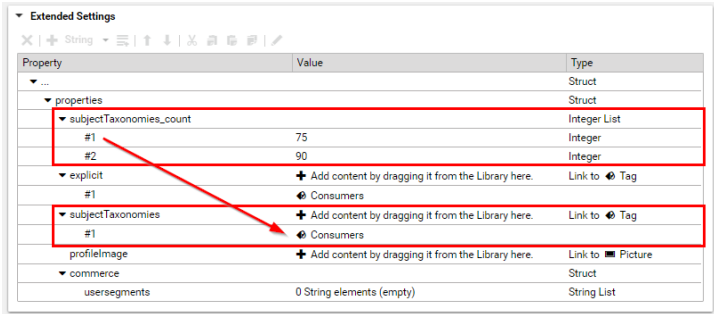 Extended Settings
String
Property Value Type
... Struct
properties Struct
subjectTaxonomies_count Integer List
#1 75 Integer
#2 90 Integer
explicit Add content by dragging it from the Library here. Link to Tag
#1 Consumers
subjectTaxonomies Add content by dragging it from the Library here. Link to Tag
#1 Consumers
profileImage Add content by dragging it from the Library here. Link to Picture
commerce Struct
usersegments 0 String elements (empty) String List